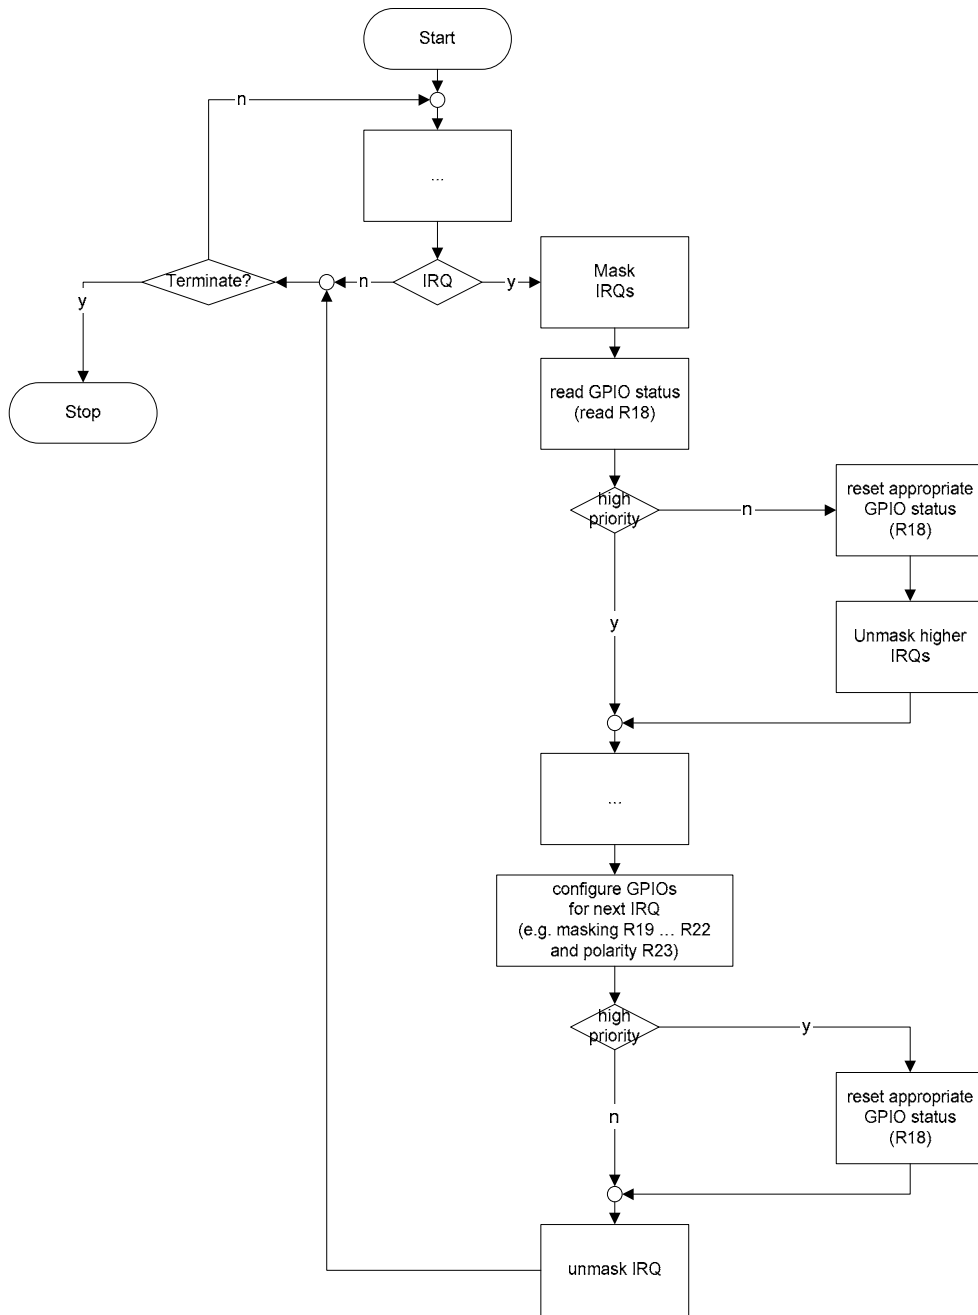 Start
n
...
Terminate?
n
IRQ
y
Mask
IRQs
y
read GPIO status
(read R18)
Stop
high
priority
n
reset appropriate
GPIO status
(R18)
y
Unmask higher
IRQs
...
configure GPIOs
for next IRQ
(e.g. masking R19 ... R22
and polarity R23)
high
priority
y
n
reset appropriate
GPIO status
(R18)
unmask IRQ